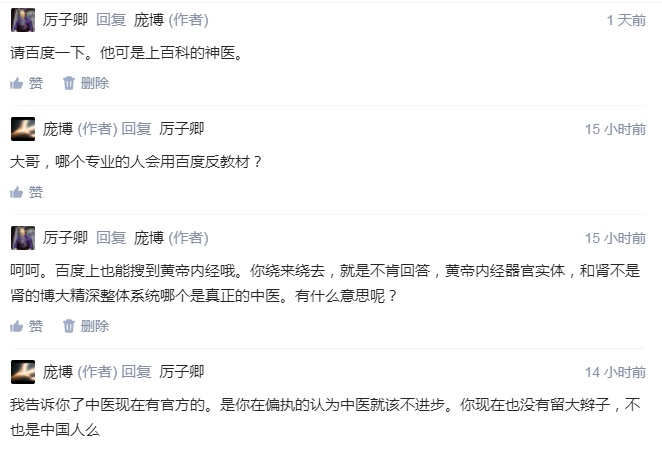 厉子卿 回复 庞博 (作者) 1 天前
请百度一下。他可是上百科的神医。
赞 删除
庞博 (作者) 回复 厉子卿 15 小时前
大哥，哪个专业的人会用百度反教材？
赞
厉子卿 回复 庞博 (作者) 15 小时前
呵呵。百度上也能搜到黄帝内经哦。你绕来绕去，就是不肯回答，黄帝内经器官实体，和肾不是
肾的博大精深整体系统哪个是真正的中医。有什么意思呢？
赞 删除
庞博 (作者) 回复 厉子卿 14 小时前
我告诉你了中医现在有官方的。是你在偏执的认为中医就该不进步。你现在也没有留大辫子，不
也是中国人么